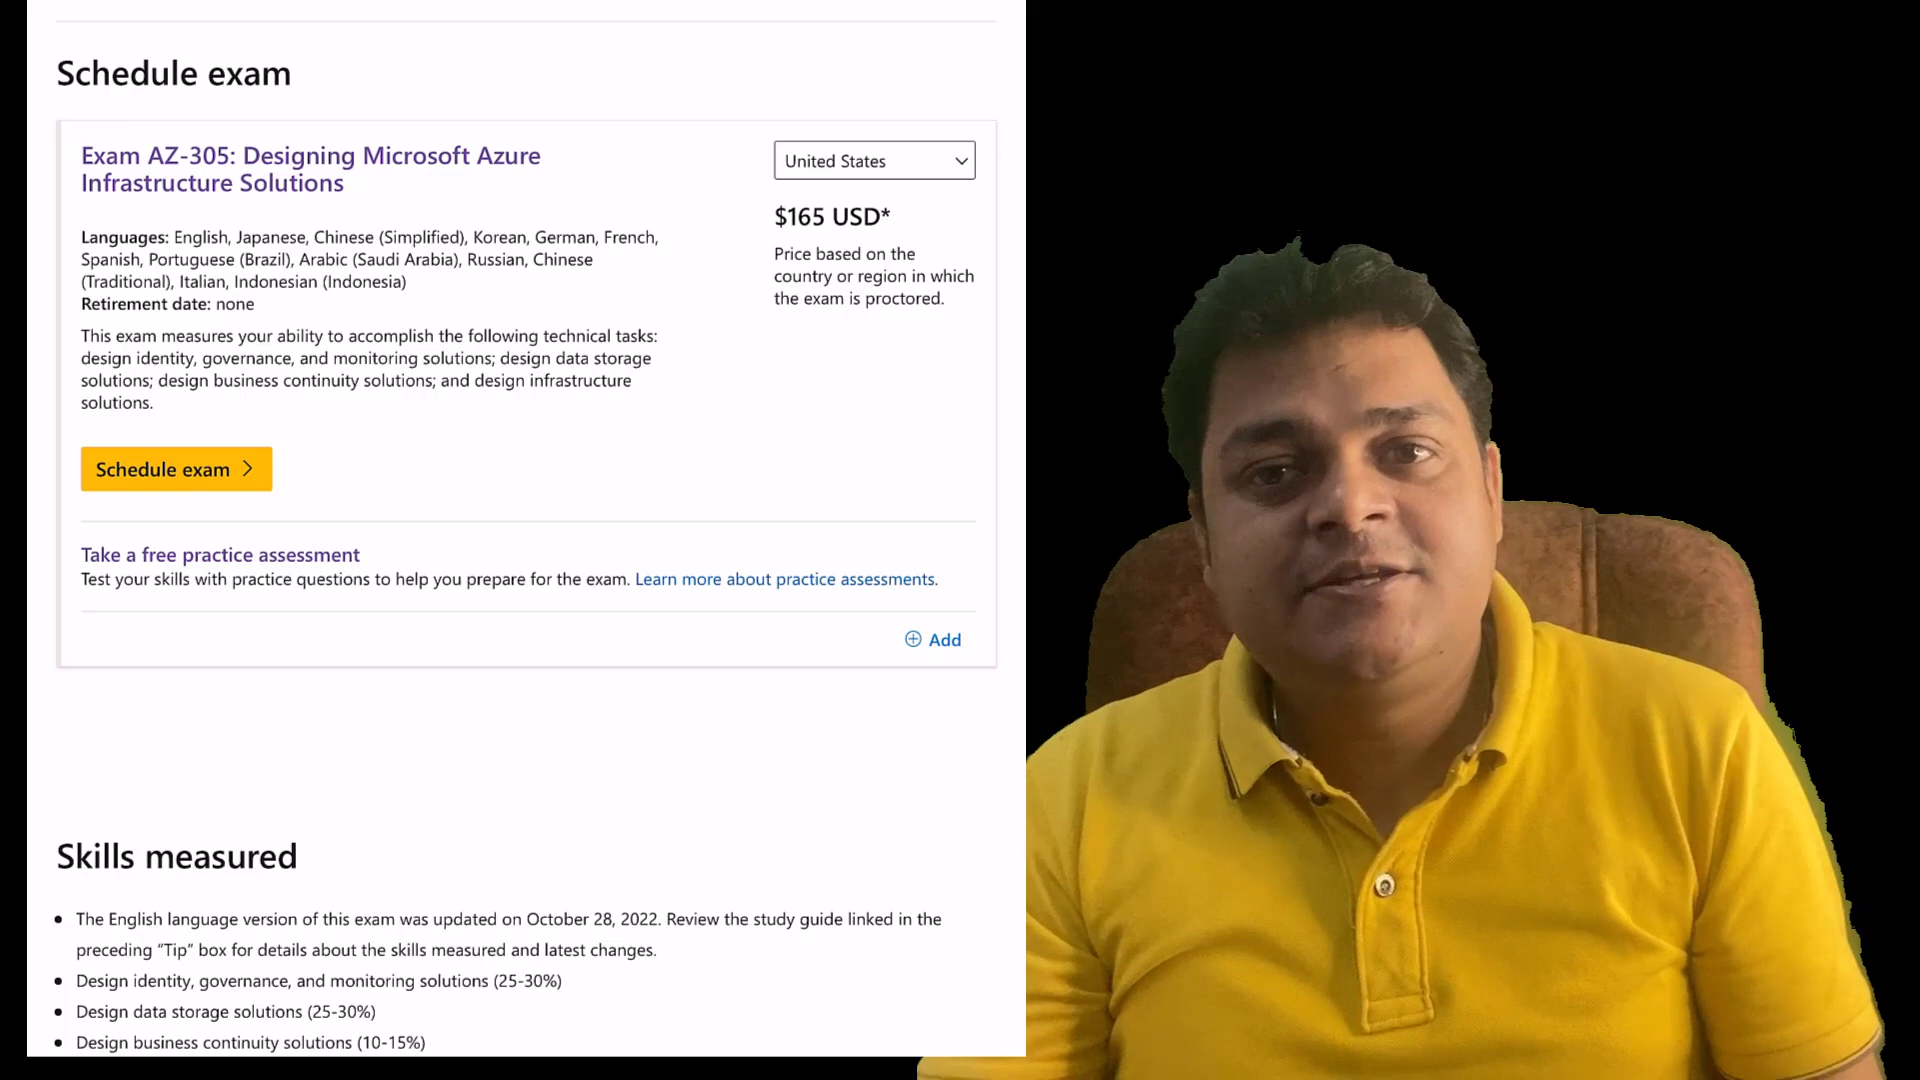 Schedule exam
Exam AZ-305: Designing Microsoft Azure
Infrastructure Solutions
Languages: English, Japanese, Chinese (Simplified), Korean, German, French,
Spanish, Portuguese (Brazil), Arabic (Saudi Arabia), Russian, Chinese
(Traditional), Italian, Indonesian (Indonesia)
Retirement date: none
This exam measures your ability to accomplish the following technical tasks:
design identity, governance, and monitoring solutions; design data storage
solutions; design business continuity solutions; and design infrastructure
solutions.
United States
$165 USD*
Price based on the
country or region in which
the exam is proctored.
Schedule exam
Take a free practice assessment
Test your skills with practice questions to help you prepare for the exam. Learn more about practice assessments.
Add
Skills measured
• The English language version of this exam was updated on October 28, 2022. Review the study guide linked in the
preceding “Tip” box for details about the skills measured and latest changes.
• Design identity, governance, and monitoring solutions (25-30%)
• Design data storage solutions (25-30%)
• Design business continuity solutions (10-15%)